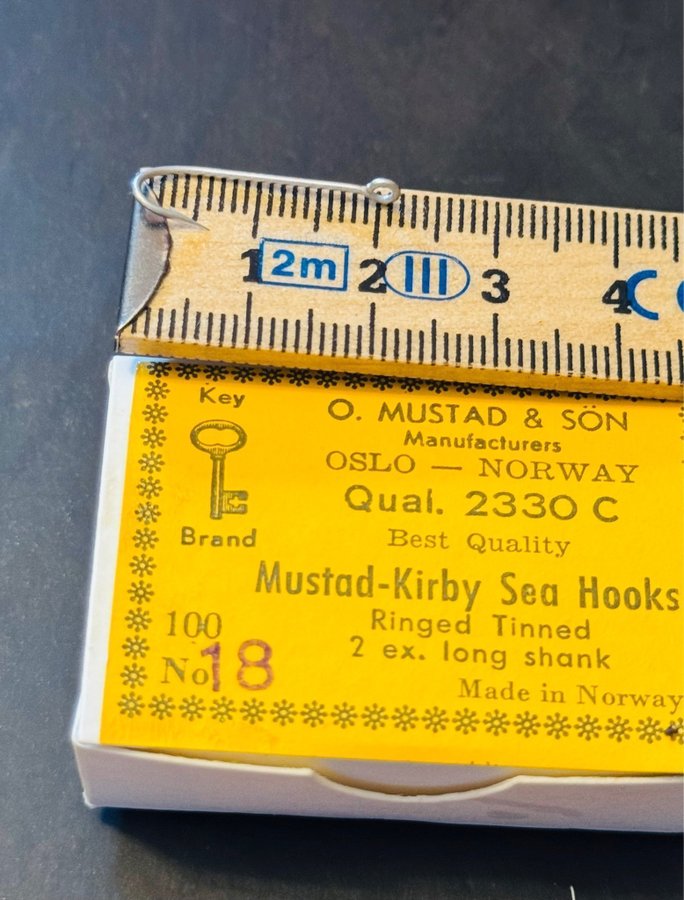 1 2m 2 III 3 4 C
Key
O. MUSTAD & SÖN
Manufacturers
OSLO — NORWAY
Qual. 2330 C
Brand
Best Quality
Mustad-Kirby Sea Hooks
Ringed Tinned
2 ex. long shank
100
No 18
Made in Norway